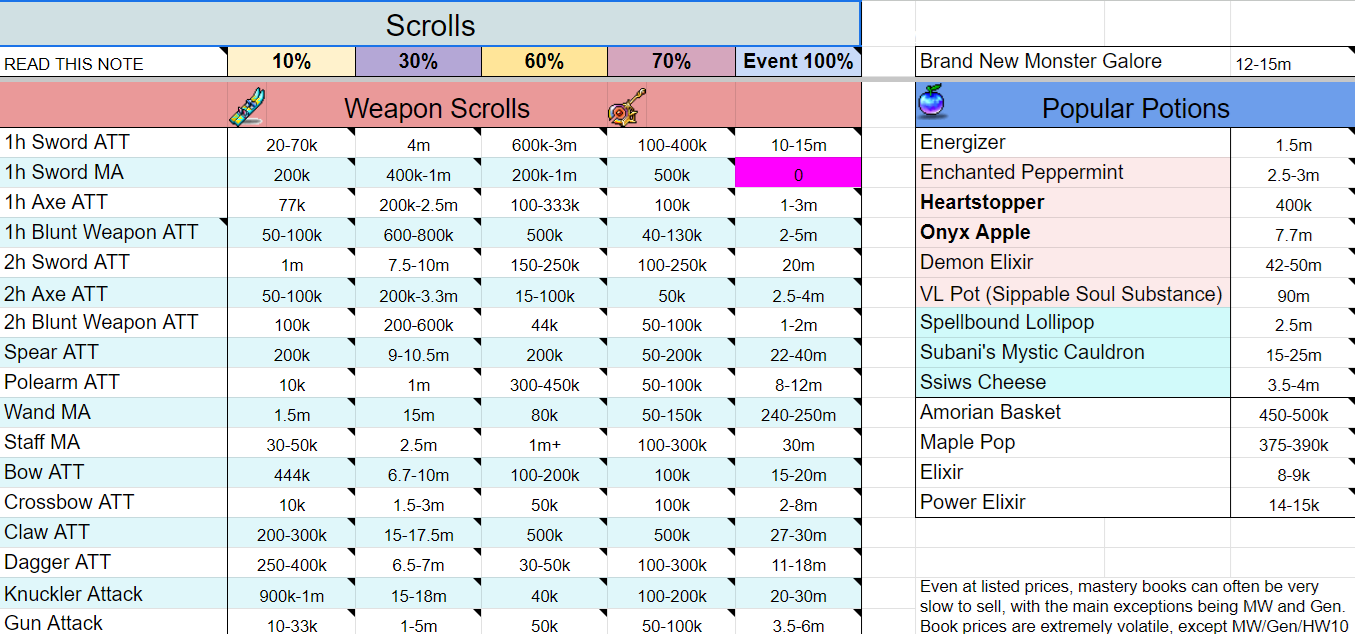 Scrolls
READ THIS NOTE 10% 30% 60% 70% Event 100%
Weapon Scrolls
1h Sword ATT 20-70k 4m 600k-3m 100-400k 10-15m
1h Sword MA 200k 400k-1m 200k-1m 500k 0
1h Axe ATT 77k 200k-2.5m 100-333k 100k 1-3m
1h Blunt Weapon ATT 50-100k 600-800k 500k 40-130k 2-5m
2h Sword ATT 1m 7.5-10m 150-250k 100-250k 20m
2h Axe ATT 50-100k 200k-3.3m 15-100k 50k 2.5-4m
2h Blunt Weapon ATT 100k 200-600k 44k 50-100k 1-2m
Spear ATT 200k 9-10.5m 200k 50-200k 22-40m
Polearm ATT 10k 1m 300-450k 50-100k 8-12m
Wand MA 1.5m 15m 80k 50-150k 240-250m
Staff MA 30-50k 2.5m 1m+ 100-300k 30m
Bow ATT 444k 6.7-10m 100-200k 100k 15-20m
Crossbow ATT 10k 1.5-3m 50k 100k 2-8m
Claw ATT 200-300k 15-17.5m 500k 500k 27-30m
Dagger ATT 250-400k 6.5-7m 30-50k 100-300k 11-18m
Knuckler Attack 900k-1m 15-18m 40k 100-200k 20-30m
Gun Attack 10-33k 1-5m 50k 50-100k 3.5-6m
Brand New Monster Galore 12-15m
Popular Potions
Energizer 1.5m
Enchanted Peppermint 2.5-3m
Heartstopper 400k
Onyx Apple 7.7m
Demon Elixir 42-50m
VL Pot (Sippable Soul Substance) 90m
Spellbound Lollipop 2.5m
Subani's Mystic Cauldron 15-25m
Ssiws Cheese 3.5-4m
Amorian Basket 450-500k
Maple Pop 375-390k
Elixir 8-9k
Power Elixir 14-15k
Even at listed prices, mastery books can often be very
slow to sell, with the main exceptions being MW and Gen.
Book prices are extremely volatile, except MW/Gen/HW10